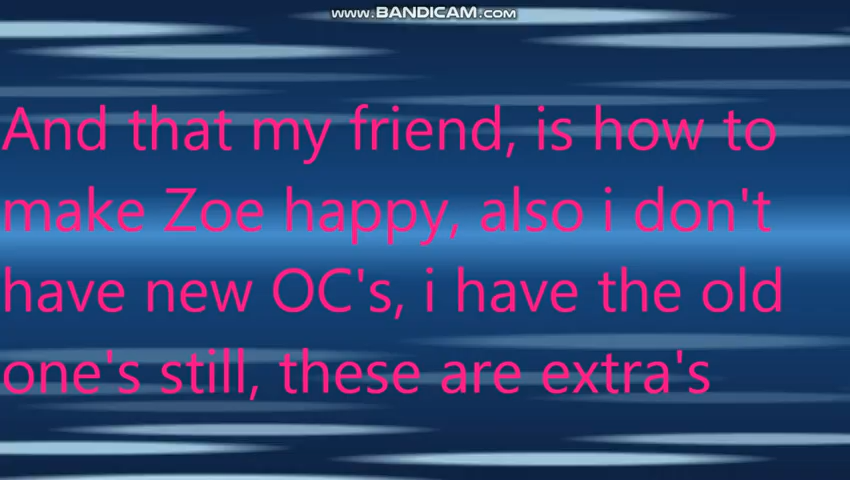 www.BANDICAM.com
And that my friend, is how to
make Zoe happy, also i don't
have new OC's, i have the old
one's still, these are extra's